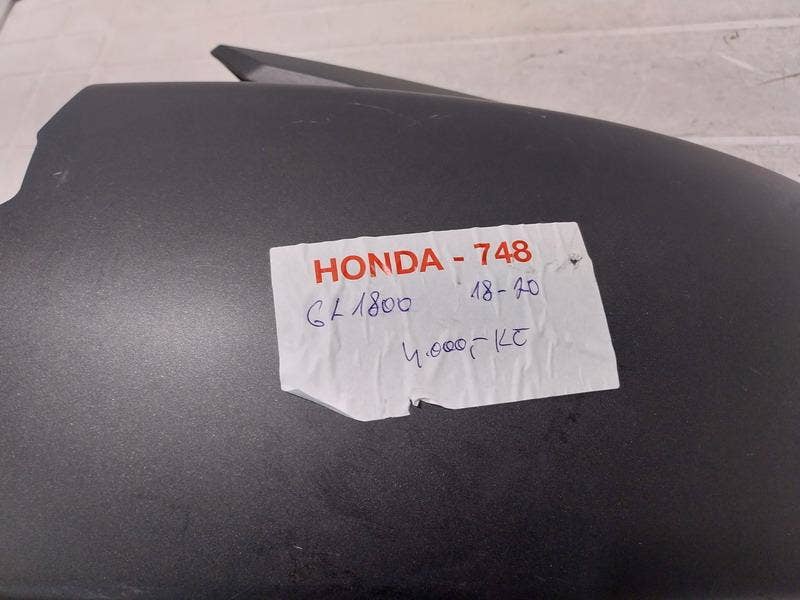 HONDA - 748
GL1800 18-20
4.000,- Kč